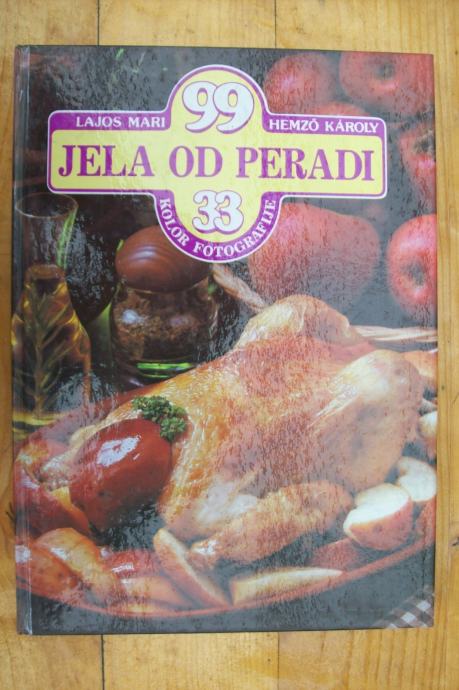 99
LAJOS MARI HEMZŐ KÁROLY
JELA OD PERADI
33
KOLOR FOTOGRAFIJE